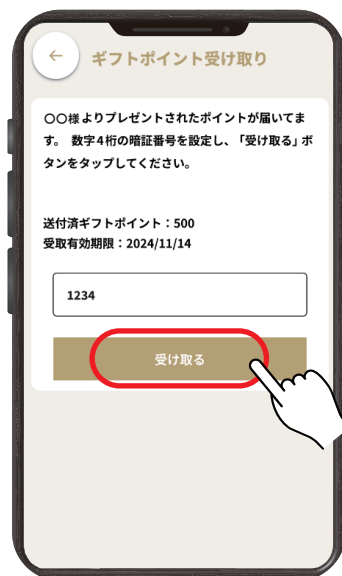 ギフトポイント受け取り
〇〇様よりプレゼントされたポイントが届いてま
す。 数字4桁の暗証番号を設定し、「受け取る」ボ
タンをタップしてください。
送付済ギフトポイント：500
受取有効期限：2024/11/14
1234
受け取る